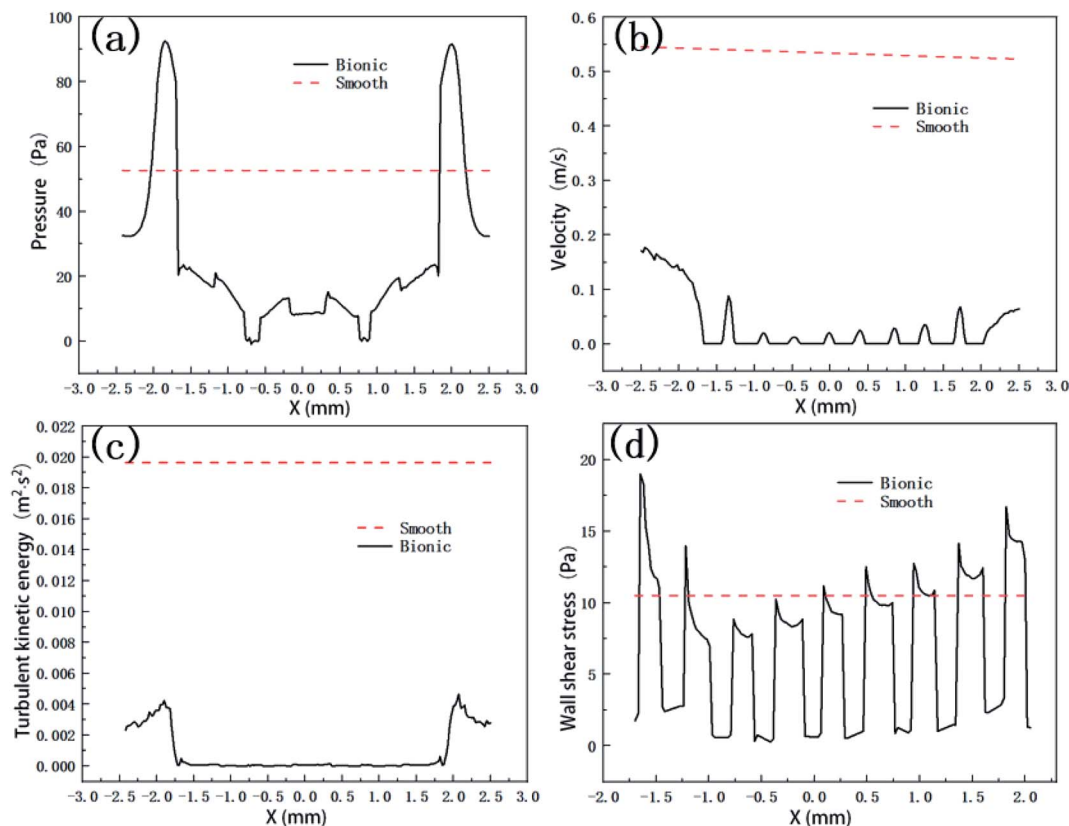 (a)
Bionic
Smooth
Pressure (Pa)
100
80
60
40
20
0
-3.0 -2.5 -2.0 -1.5 -1.0 -0.5 0.0 0.5 1.0 1.5 2.0 2.5 3.0
X (mm)
(b)
Bionic
Smooth
Velocity (m/s)
0.6
0.5
0.4
0.3
0.2
0.1
0.0
-3.0 -2.5 -2.0 -1.5 -1.0 -0.5 0.0 0.5 1.0 1.5 2.0 2.5 3.0
X (mm)
(c)
Smooth
Bionic
Turbulent kinetic energy (m²·s²)
0.022
0.020
0.018
0.016
0.014
0.012
0.010
0.008
0.006
0.004
0.002
0.000
-3.0 -2.5 -2.0 -1.5 -1.0 -0.5 0.0 0.5 1.0 1.5 2.0 2.5 3.0
X (mm)
(d)
Bionic
Smooth
Wall shear stress (Pa)
20
15
10
5
0
-2.0 -1.5 -1.0 -0.5 0.0 0.5 1.0 1.5 2.0
X (mm)